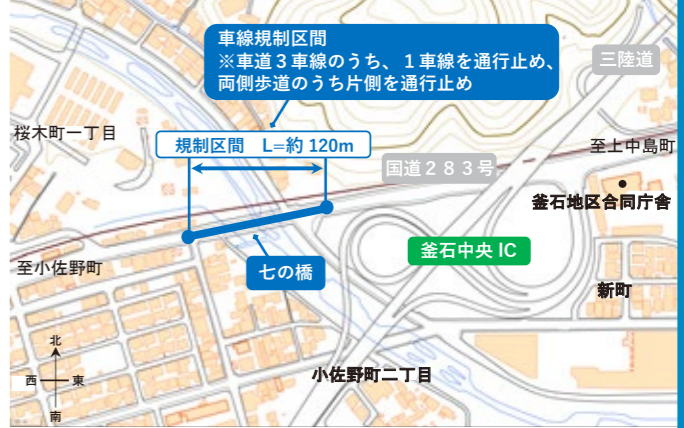 車線規制区間
※車道3車線のうち、1車線を通行止め、
両側歩道のうち片側を通行止め
三陸道
桜木町一丁目
規制区間 L=約 120m
至上中島町
国道283号
釜石地区合同庁舎
釜石中央 IC
至小佐野町
七の橋
新町
北
西 東
南
小佐野町二丁目